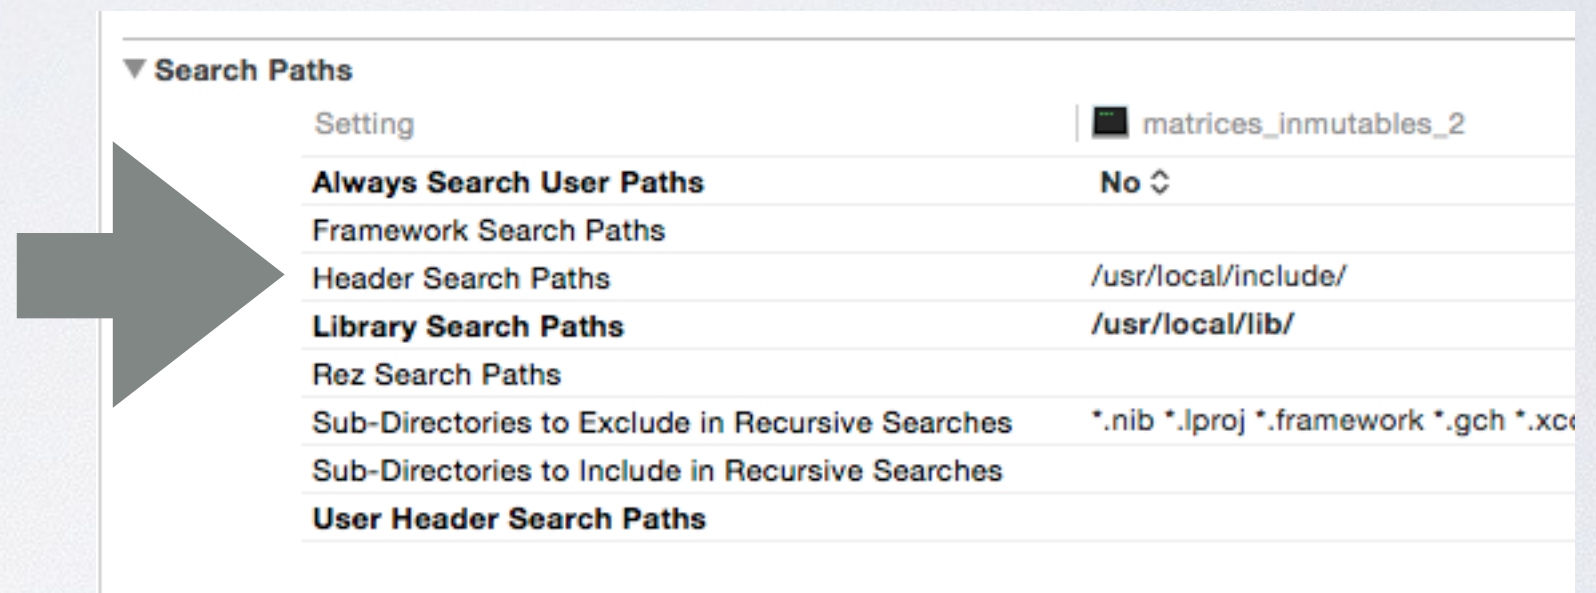 Search Paths
Setting matrices_inmutables_2
Always Search User Paths No
Framework Search Paths
Header Search Paths /usr/local/include/
Library Search Paths /usr/local/lib/
Rez Search Paths
Sub-Directories to Exclude in Recursive Searches *.nib *.lproj *.framework *.gch
Sub-Directories to Include in Recursive Searches
User Header Search Paths